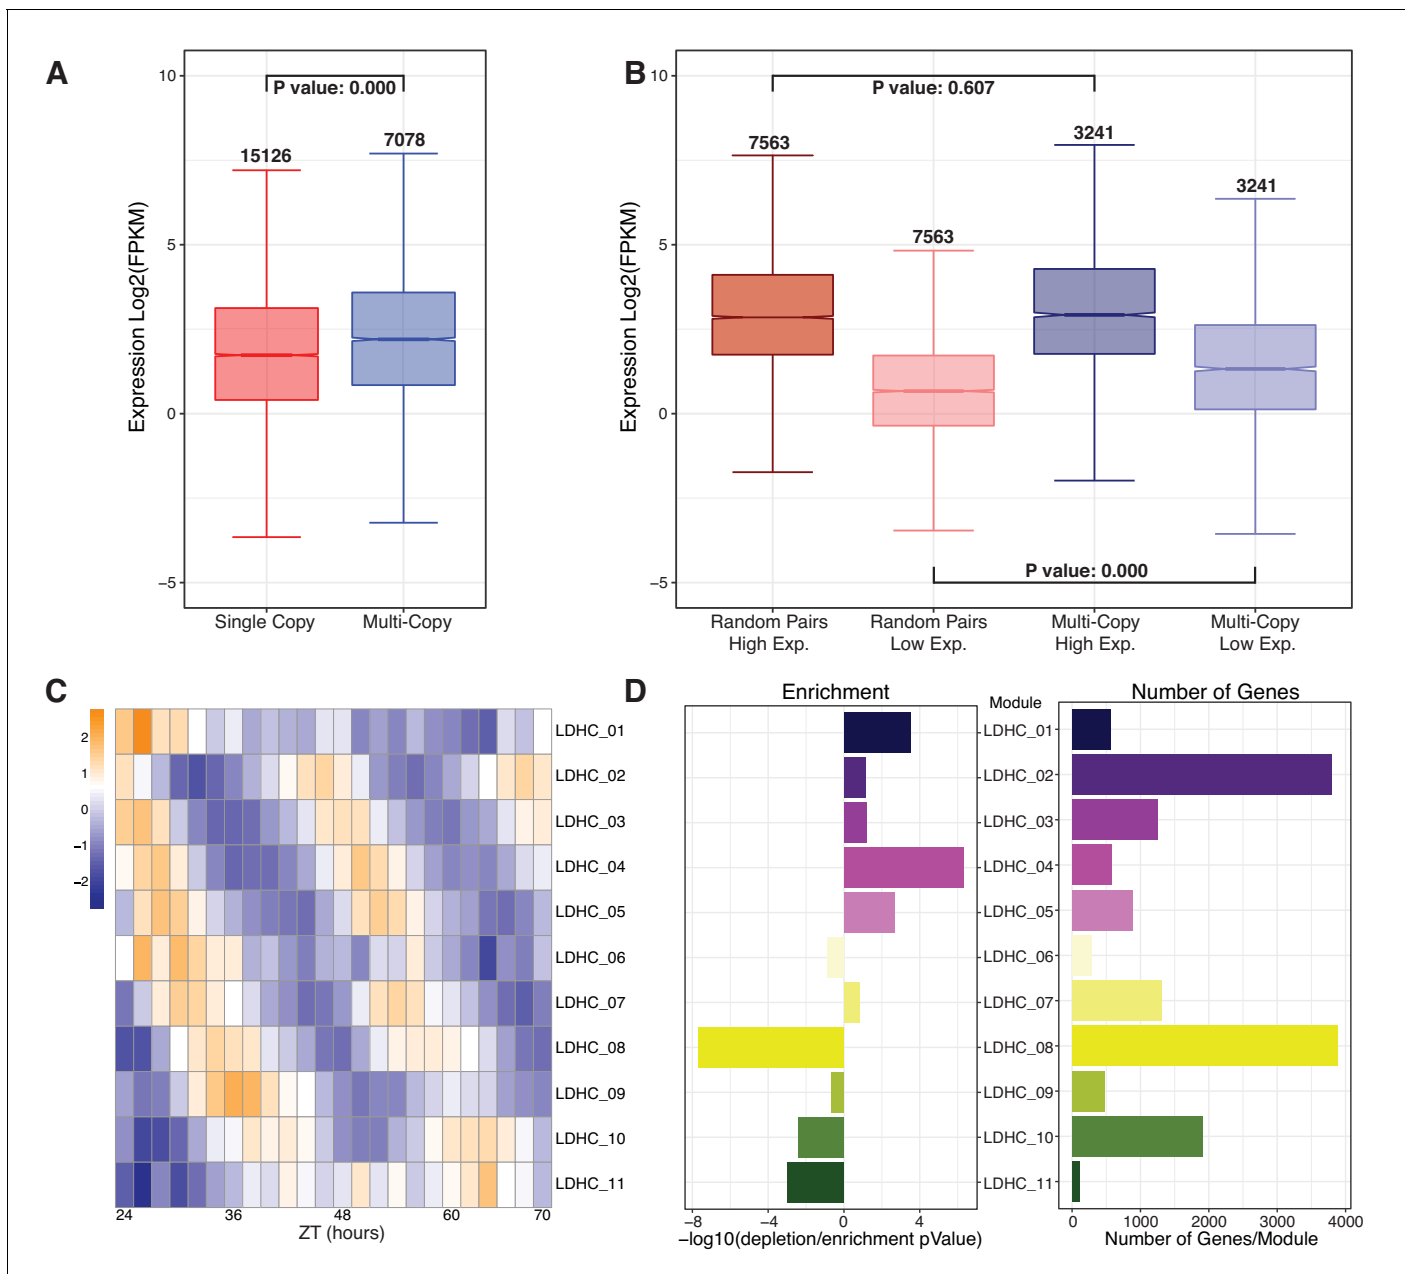 A
10
5
0
−5
Expression Log2(FPKM)
P value: 0.000
15126
7078
Single Copy
Multi-Copy
B
10
5
0
−5
Expression Log2(FPKM)
P value: 0.607
7563
7563
3241
3241
P value: 0.000
Random Pairs
High Exp.
Random Pairs
Low Exp.
Multi-Copy
High Exp.
Multi-Copy
Low Exp.
C
2
1
0
−1
−2
LDHC_01
LDHC_02
LDHC_03
LDHC_04
LDHC_05
LDHC_06
LDHC_07
LDHC_08
LDHC_09
LDHC_10
LDHC_11
24
36
48
60
70
ZT (hours)
D
Enrichment
Module
Number of Genes
LDHC_01
LDHC_02
LDHC_03
LDHC_04
LDHC_05
LDHC_06
LDHC_07
LDHC_08
LDHC_09
LDHC_10
LDHC_11
−8
−4
0
4
−log10(depletion/enrichment pValue)
0
1000
2000
3000
4000
Number of Genes/Module